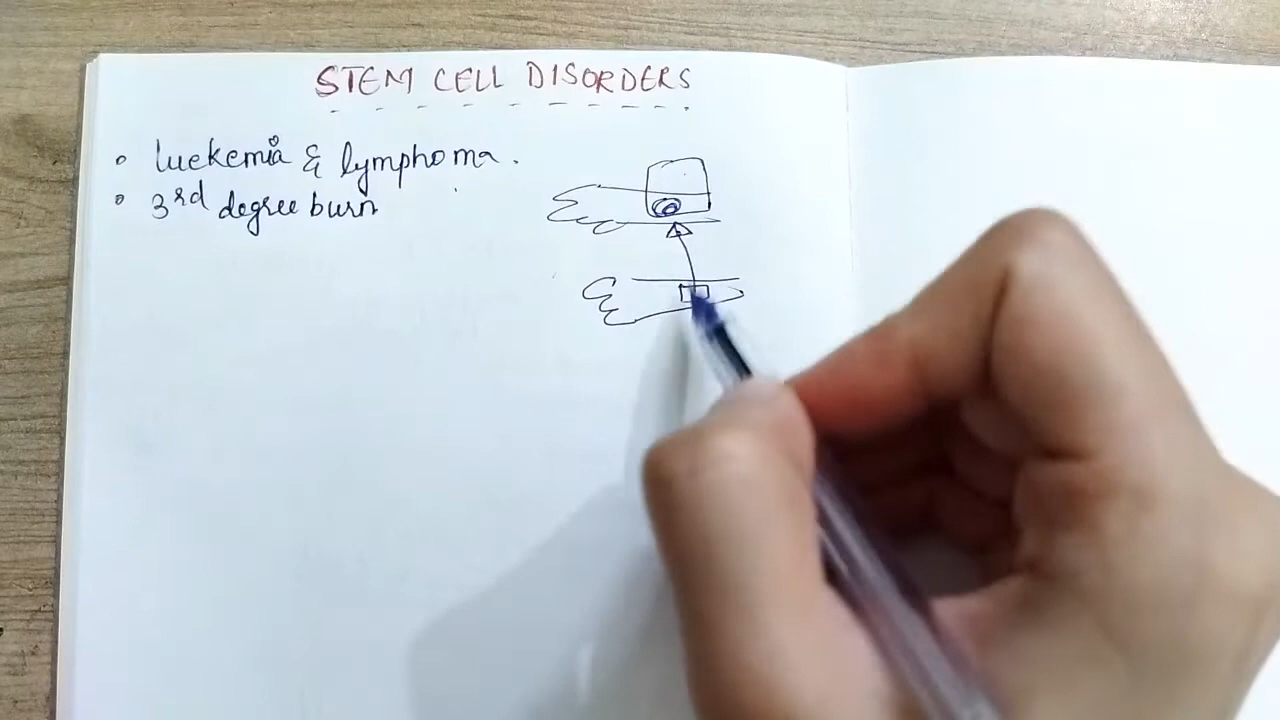 STEM CELL DISORDERS
• luekemia & lymphoma.
• 3rd degree burn